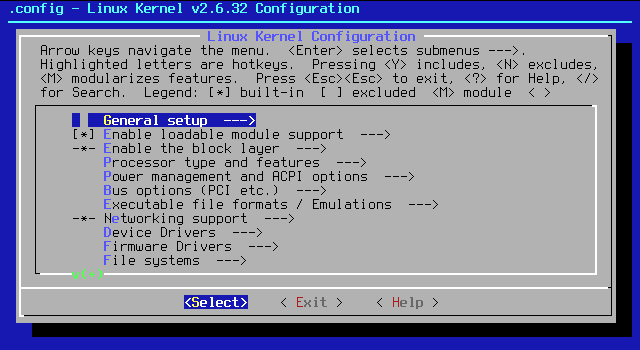 .config - Linux Kernel v2.6.32 Configuration
Linux Kernel Configuration
Arrow keys navigate the menu. <Enter> selects submenus --->.
Highlighted letters are hotkeys. Pressing <Y> includes, <N> excludes,
<M> modularizes features. Press <Esc><Esc> to exit, <?> for Help, </>
for Search. Legend: [*] built-in [ ] excluded <M> module < >
General setup --->
[*] Enable loadable module support --->
-*- Enable the block layer --->
Processor type and features --->
Power management and ACPI options --->
Bus options (PCI etc.) --->
Executable file formats / Emulations --->
-*- Networking support --->
Device Drivers --->
Firmware Drivers --->
File systems --->
v(+)
<Select> < Exit > < Help >